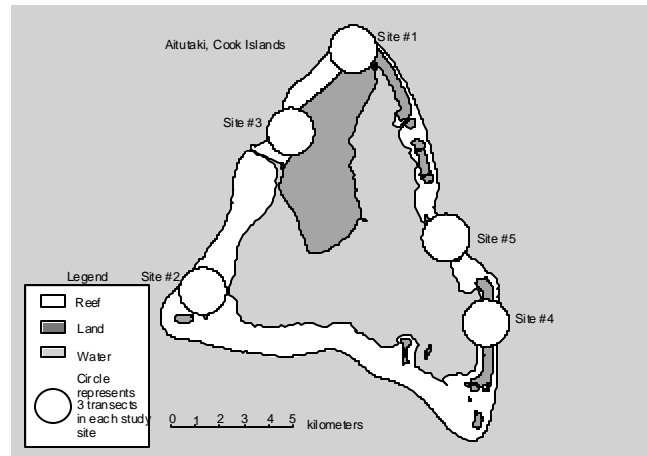 Aitutaki, Cook Islands
Site #1
Site #3
Site #5
Site #2
Site #4
Legend
Reef
Land
Water
Circle
represents
3 transects
in each study
site
0 1 2 3 4 5 kilometers